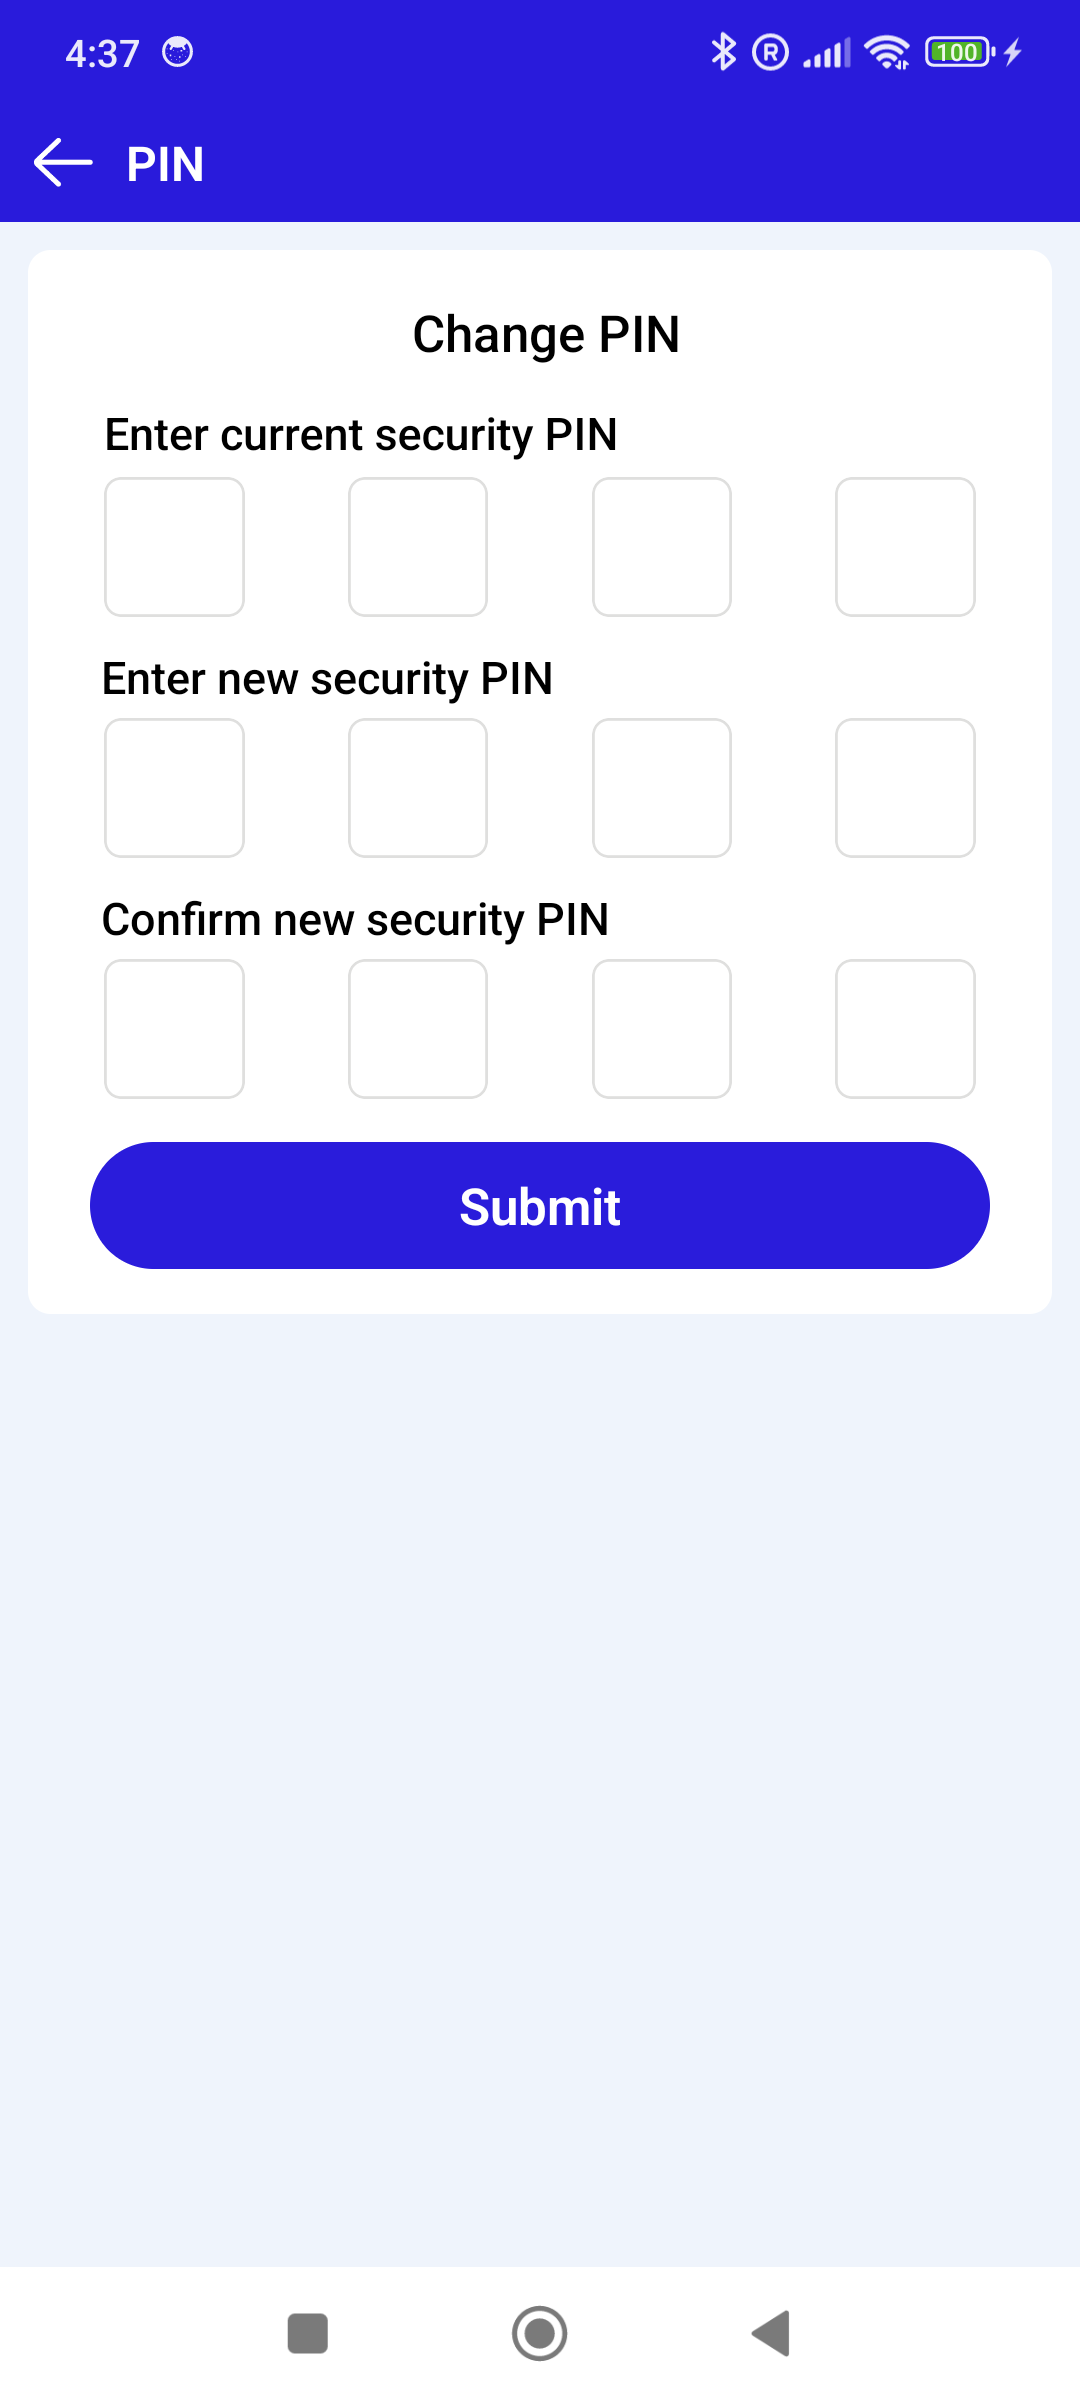 4:37
R
100
PIN
Change PIN
Enter current security PIN
Enter new security PIN
Confirm new security PIN
Submit